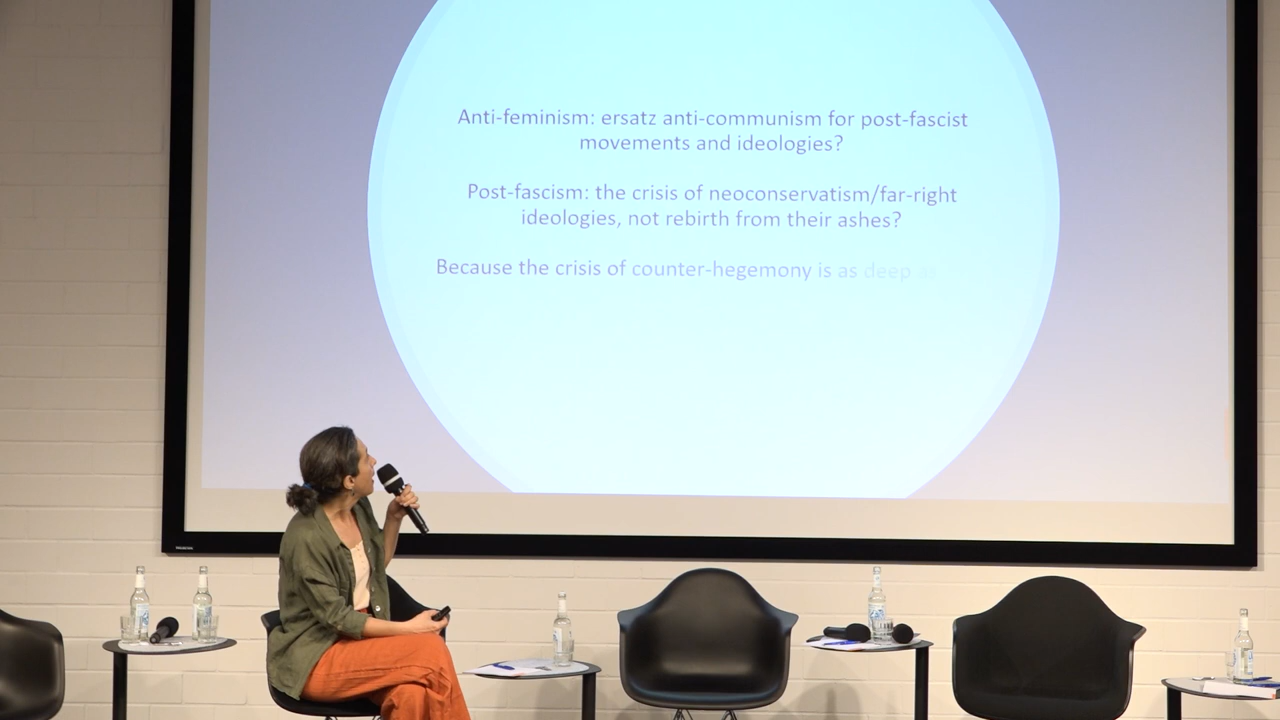 Anti-feminism: ersatz anti-communism for post-fascist
movements and ideologies?
Post-fascism: the crisis of neoconservatism/far-right
ideologies, not rebirth from their ashes?
Because the crisis of counter-hegemony is as deep as